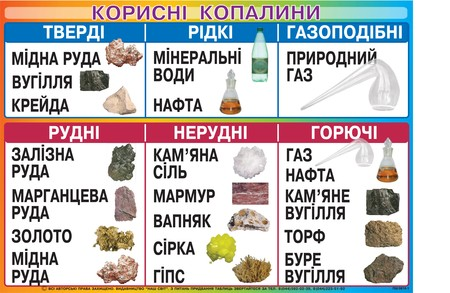 КОРИСНІ КОПАЛИНИ
ТВЕРДІ
РІДКІ
ГАЗОПОДІБНІ
МІДНА РУДА
ВУГІЛЛЯ
КРЕЙДА
МІНЕРАЛЬНІ
ВОДИ
НАФТА
ПРИРОДНИЙ
ГАЗ
РУДНІ
НЕРУДНІ
ГОРЮЧІ
ЗАЛІЗНА
РУДА
МАРГАНЦЕВА
РУДА
ЗОЛОТО
МІДНА
РУДА
КАМ'ЯНА
СІЛЬ
МАРМУР
ВАПНЯК
СІРКА
ГІПС
ГАЗ
НАФТА
КАМ'ЯНЕ
ВУГІЛЛЯ
ТОРФ
БУРЕ
ВУГІЛЛЯ